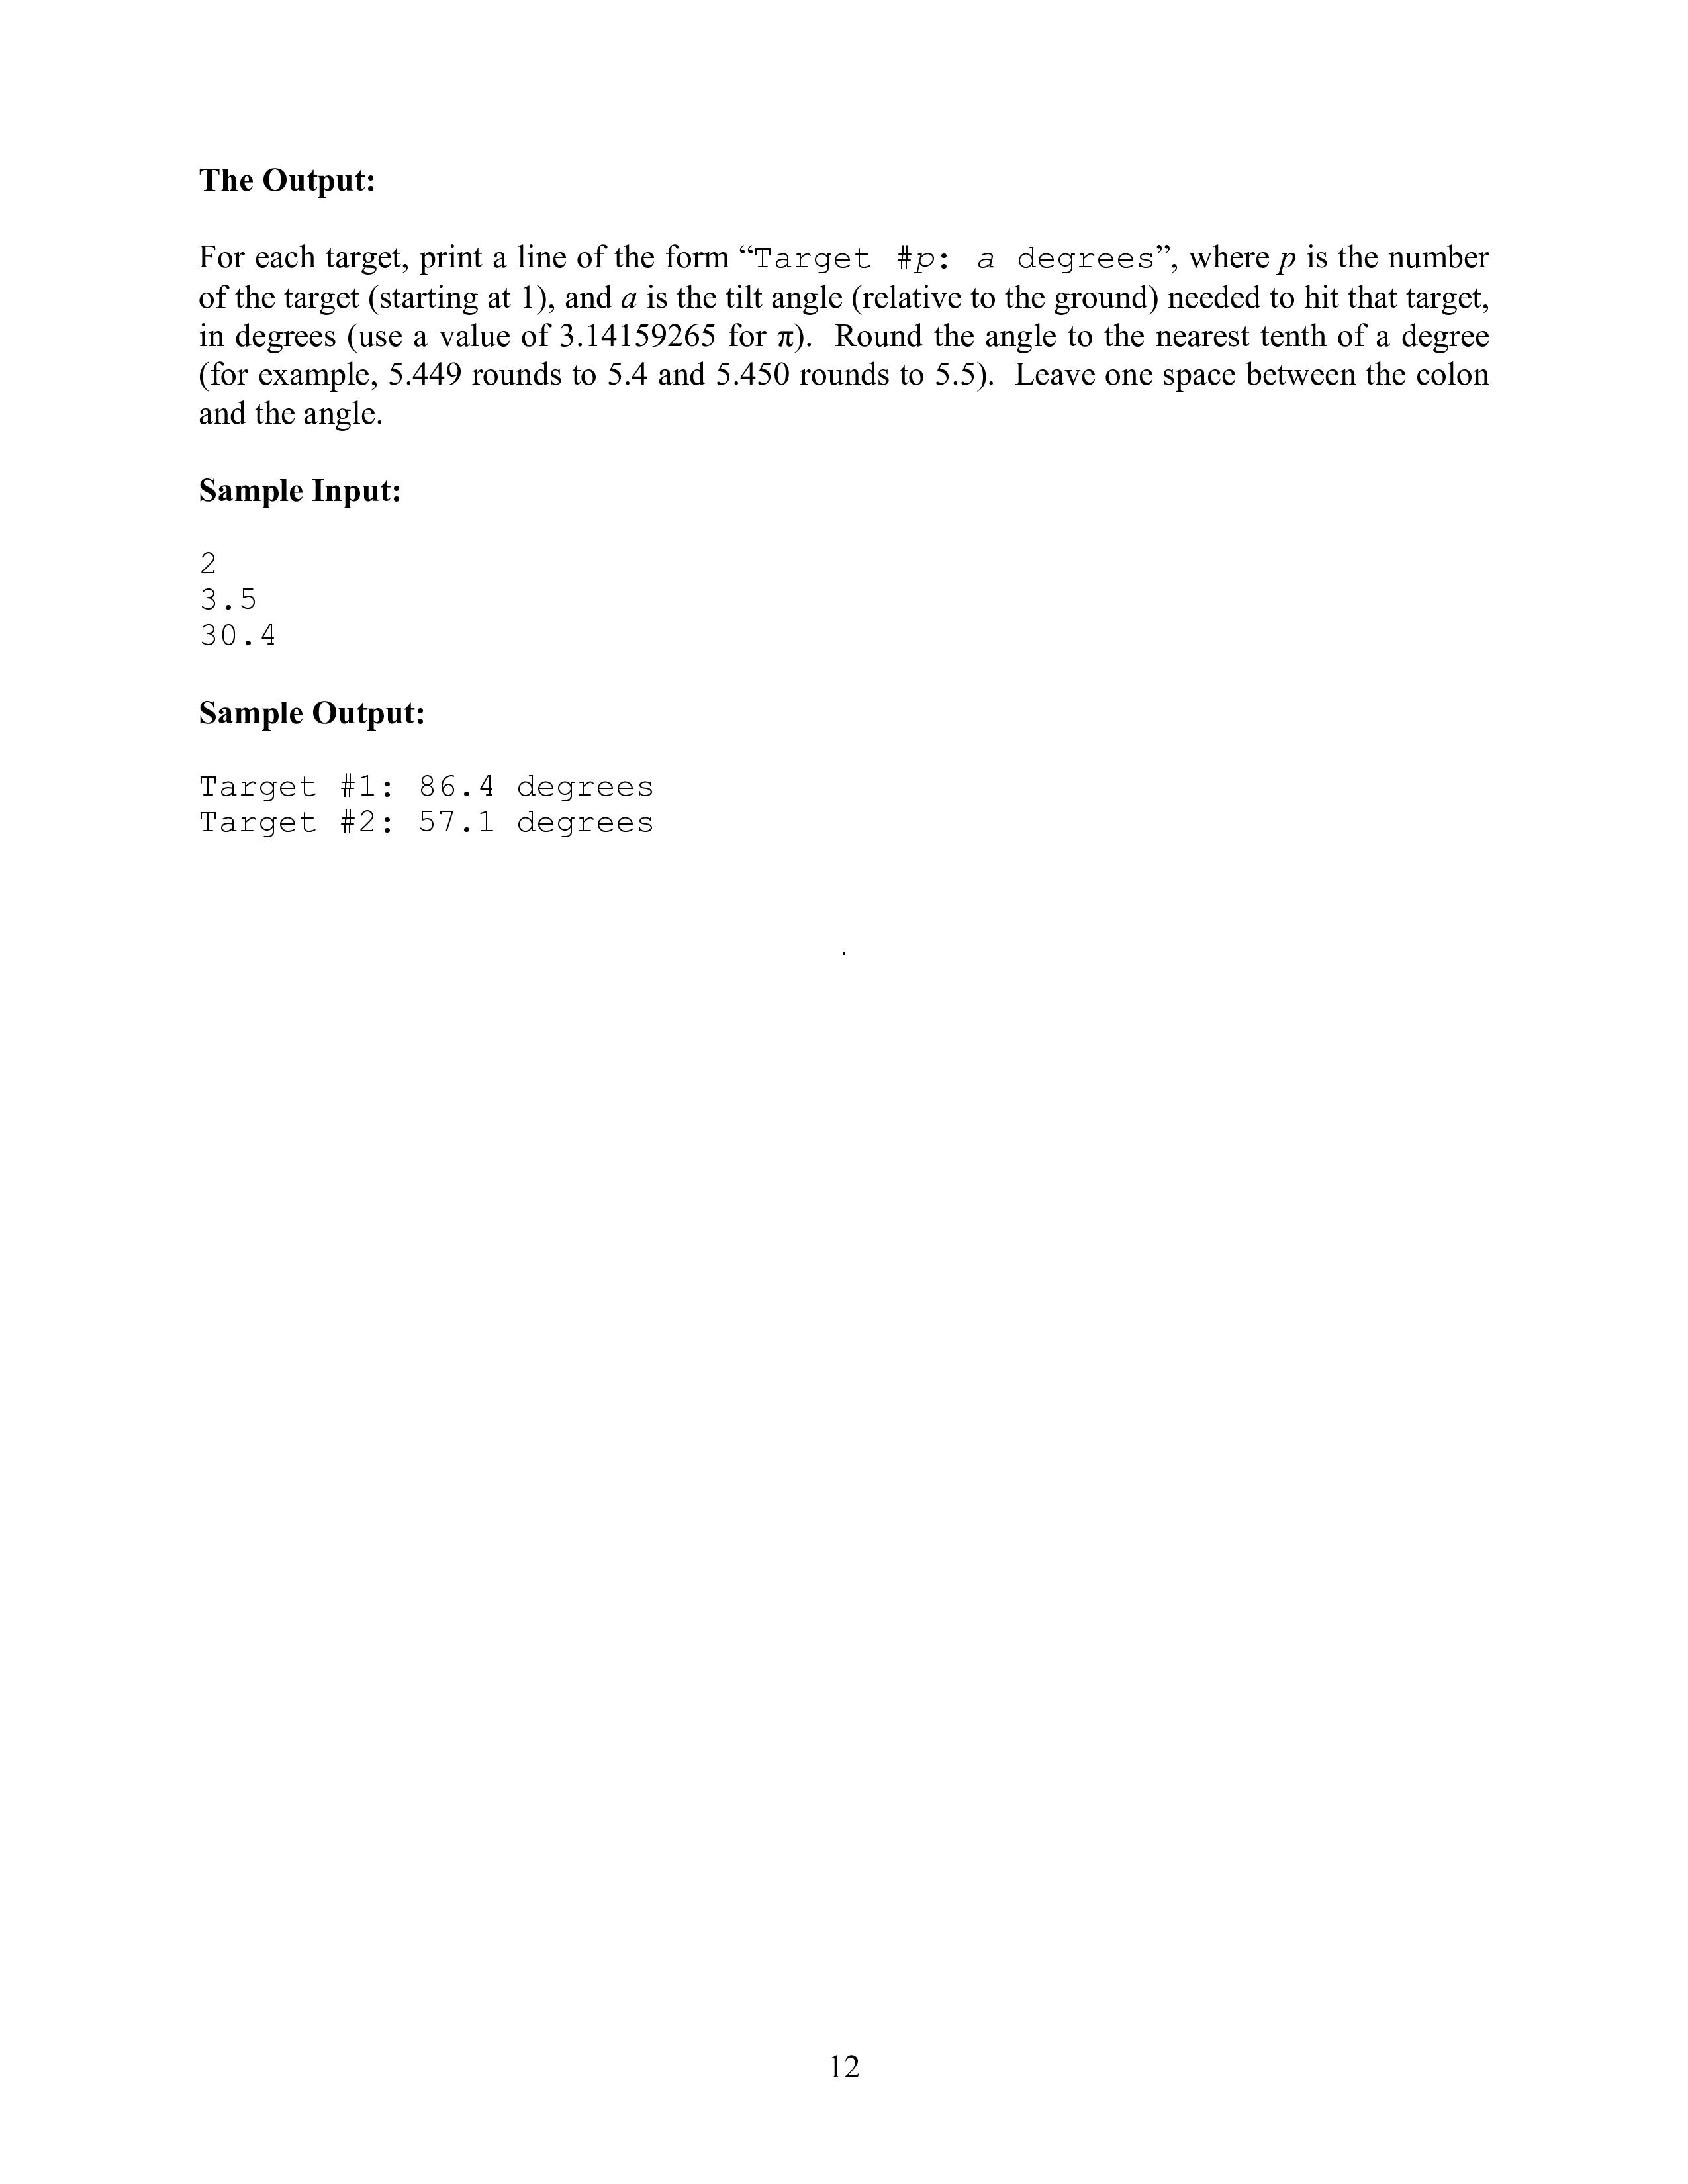 The Output:
For each target, print a line of the form “Target #p: a degrees”, where p is the number
of the target (starting at 1), and a is the tilt angle (relative to the ground) needed to hit that target,
in degrees (use a value of 3.14159265 for π).  Round the angle to the nearest tenth of a degree
(for example, 5.449 rounds to 5.4 and 5.450 rounds to 5.5).  Leave one space between the colon
and the angle.
Sample Input:
2
3.5
30.4
Sample Output:
Target #1: 86.4 degrees
Target #2: 57.1 degrees
.
12